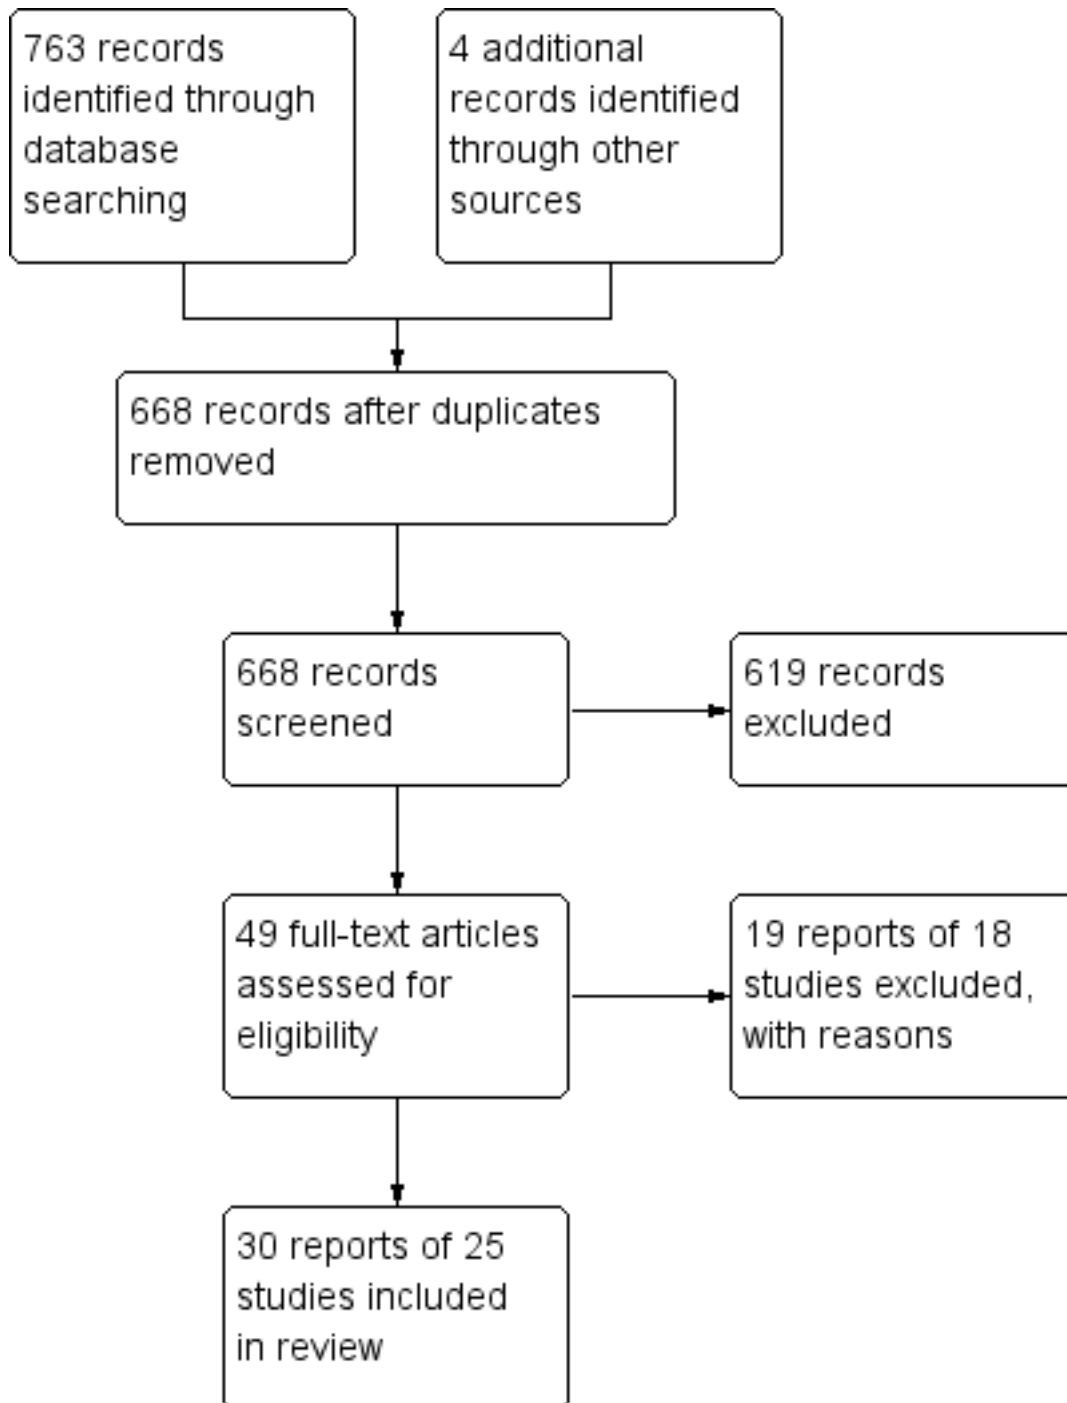 763 records
identified through
database
searching
4 additional
records identified
through other
sources
668 records after duplicates
removed
668 records
screened
619 records
excluded
49 full-text articles
assessed for
eligibility
19 reports of 18
studies excluded,
with reasons
30 reports of 25
studies included
in review